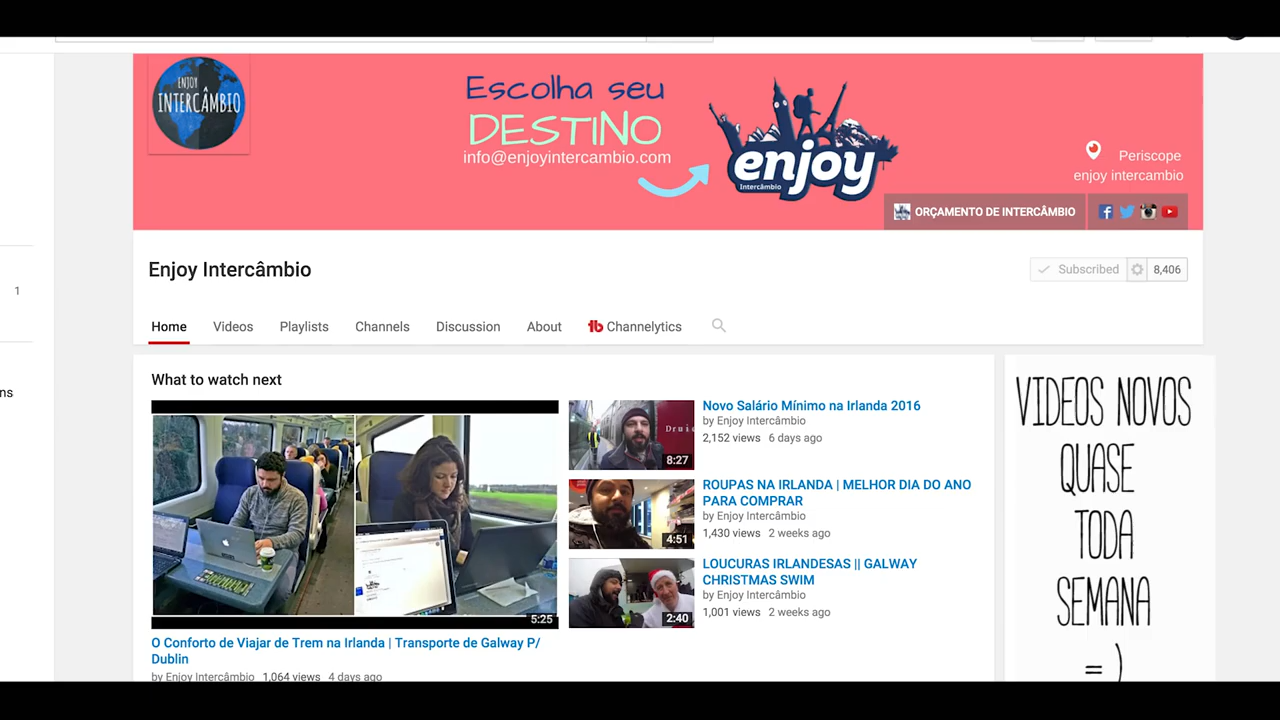 ENJOY
INTERCÂMBIO
Escolha seu
DESTINO
info@enjoyintercambio.com
enjoy
Intercâmbio
Periscope
enjoy intercambio
ORÇAMENTO DE INTERCÂMBIO
Enjoy Intercâmbio
Subscribed 8,406
1
Home Videos Playlists Channels Discussion About Channelytics
ns
What to watch next
5:25
O Conforto de Viajar de Trem na Irlanda | Transporte de Galway P/
Dublin
by Enjoy Intercâmbio 1,064 views 4 days ago
Druid
8:27
Novo Salário Mínimo na Irlanda 2016
by Enjoy Intercâmbio
2,152 views 6 days ago
4:51
ROUPAS NA IRLANDA | MELHOR DIA DO ANO
PARA COMPRAR
by Enjoy Intercâmbio
1,430 views 2 weeks ago
2:40
LOUCURAS IRLANDESAS || GALWAY
CHRISTMAS SWIM
by Enjoy Intercâmbio
1,001 views 2 weeks ago
VIDEOS NOVOS
QUASE
TODA
SEMANA
= )